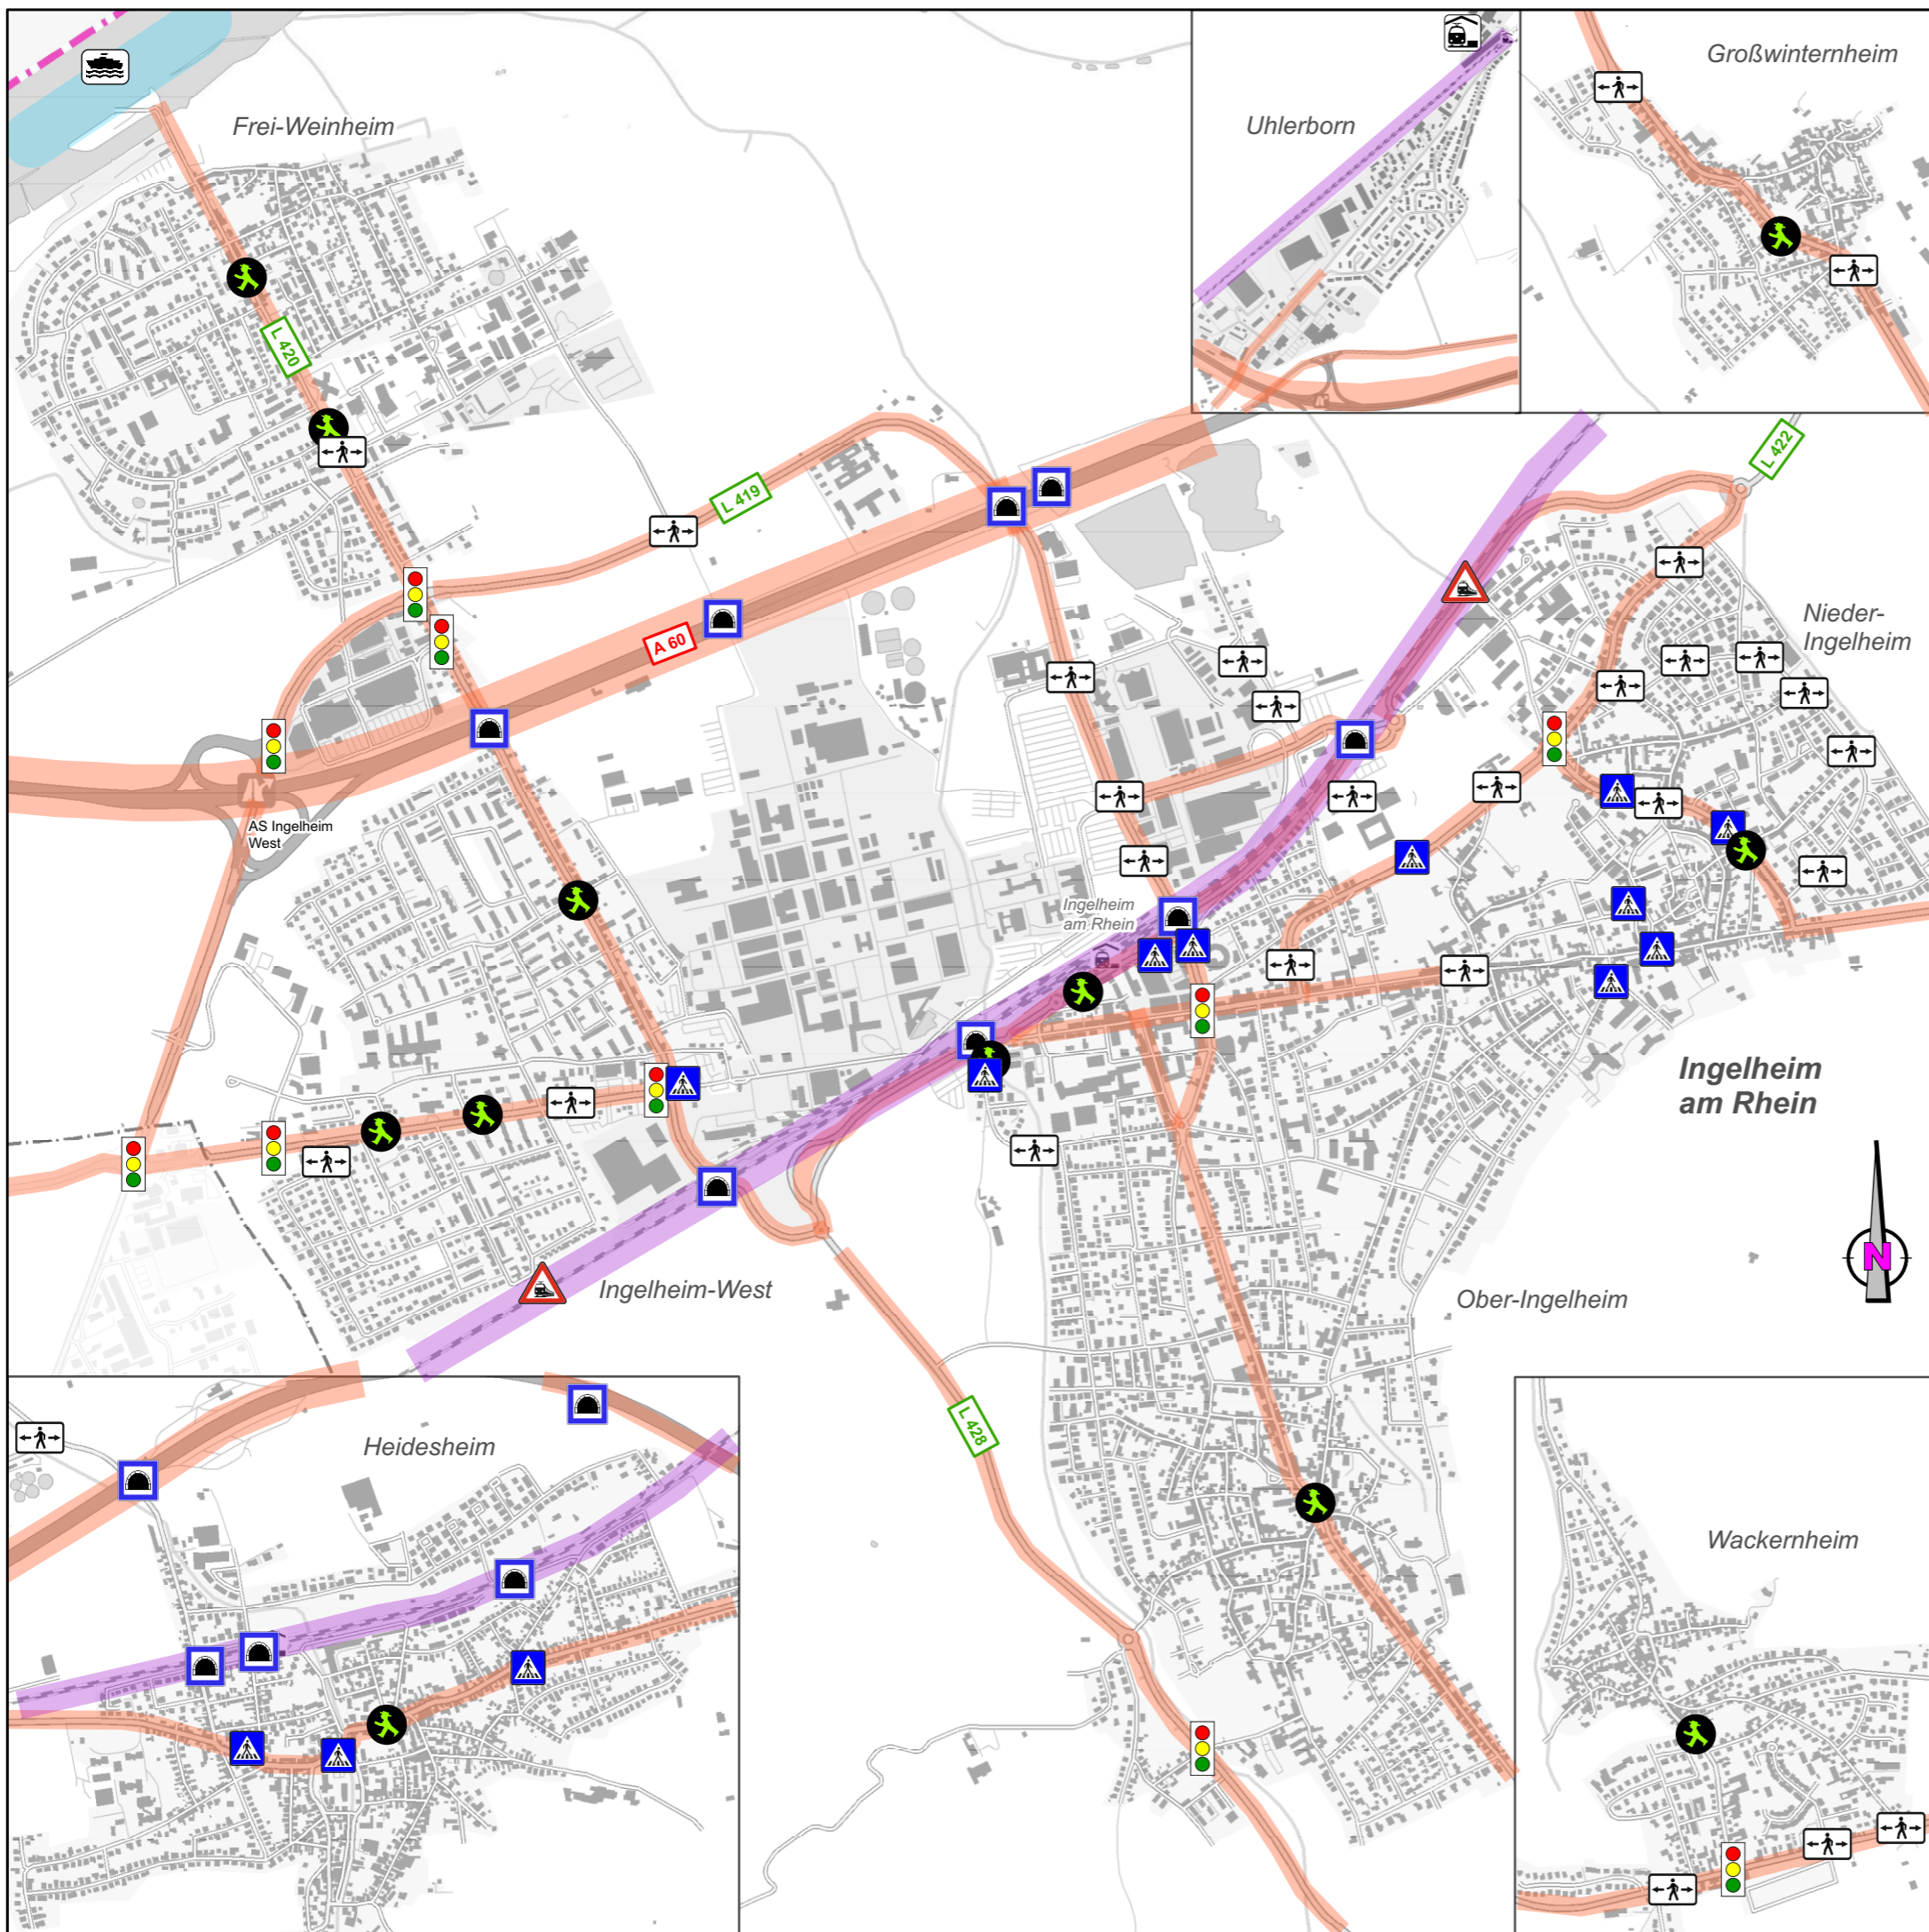 Frei-Weinheim
Uhlerborn
Großwinternheim
L 420
L 419
L 422
A 60
Nieder-
Ingelheim
AS Ingelheim
West
Ingelheim
am Rhein
Ingelheim
am Rhein
N
Ingelheim-West
Ober-Ingelheim
L 428
Heidesheim
Wackernheim